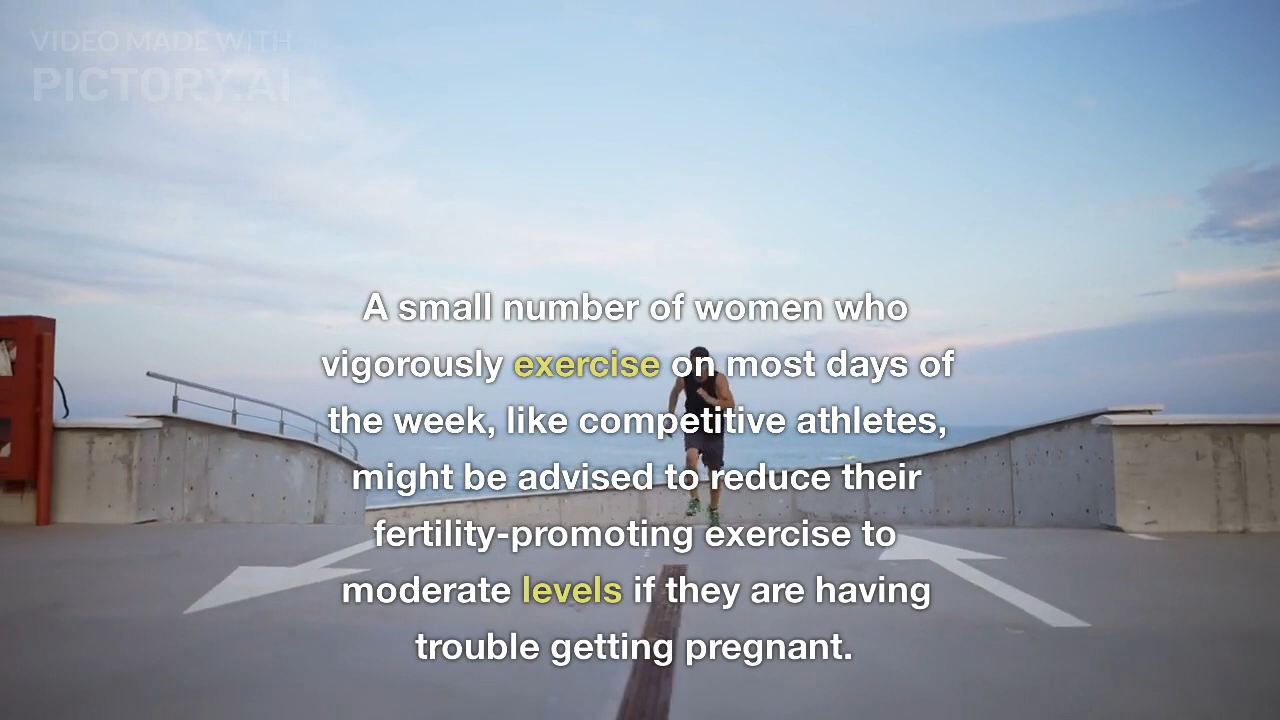 VIDEO MADE WITH
PICTORY.AI
A small number of women who
vigorously exercise on most days of
the week, like competitive athletes,
might be advised to reduce their
fertility-promoting exercise to
moderate levels if they are having
trouble getting pregnant.